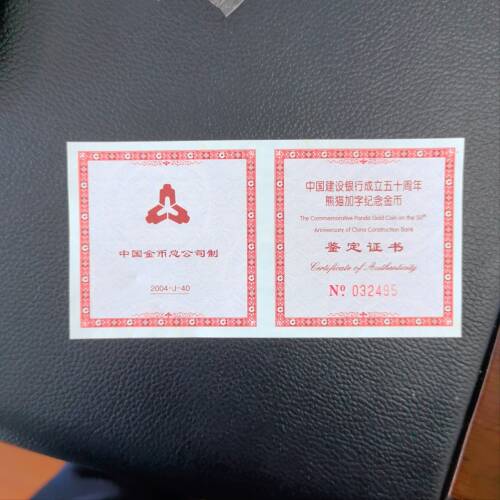 中国金币总公司制
2004-J-40
中国建设银行成立五十周年
熊猫加字纪念金币
The Commemorative Panda Gold Coin on the 50th
Anniversary of China Construction Bank
鉴定证书
Certificate of Authenticity
Nº 032495